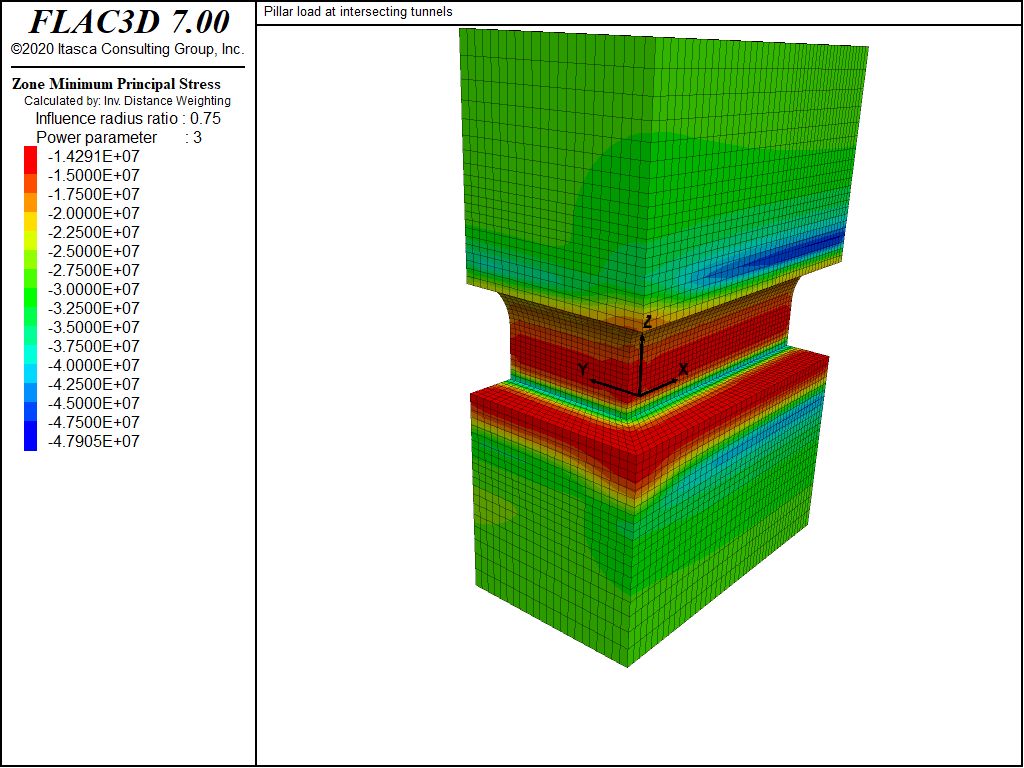 FLAC3D 7.00
©2020 Itasca Consulting Group, Inc.
Zone Minimum Principal Stress
Calculated by: Inv. Distance Weighting
Influence radius ratio : 0.75
Power parameter : 3
-1.4291E+07
-1.5000E+07
-1.7500E+07
-2.0000E+07
-2.2500E+07
-2.5000E+07
-2.7500E+07
-3.0000E+07
-3.2500E+07
-3.5000E+07
-3.7500E+07
-4.0000E+07
-4.2500E+07
-4.5000E+07
-4.7500E+07
-4.7905E+07
Pillar load at intersecting tunnels
Z
Y
X